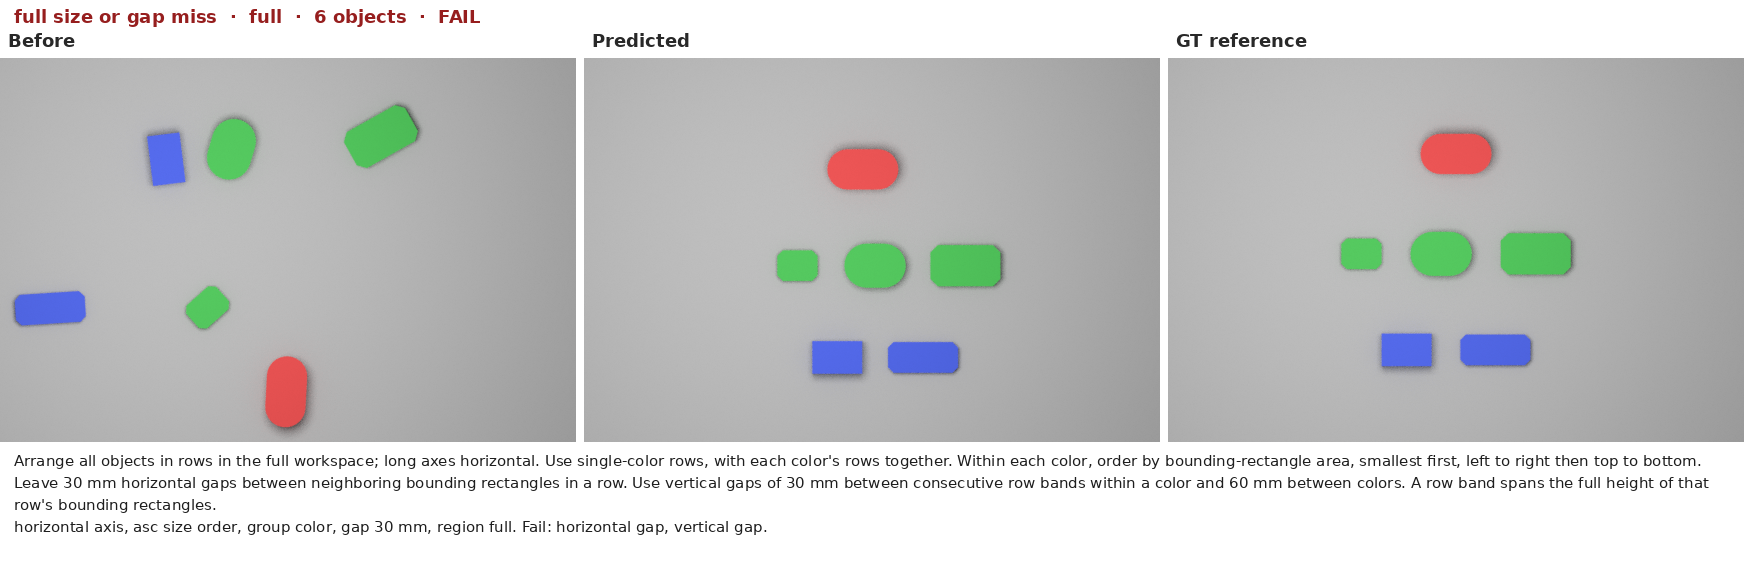 full size or gap miss · full · 6 objects · FAIL
Before
Predicted
GT reference
Arrange all objects in rows in the full workspace; long axes horizontal. Use single-color rows, with each color's rows together. Within each color, order by bounding-rectangle area, smallest first, left to right then top to bottom.
Leave 30 mm horizontal gaps between neighboring bounding rectangles in a row. Use vertical gaps of 30 mm between consecutive row bands within a color and 60 mm between colors. A row band spans the full height of that
row's bounding rectangles.
horizontal axis, asc size order, group color, gap 30 mm, region full. Fail: horizontal gap, vertical gap.